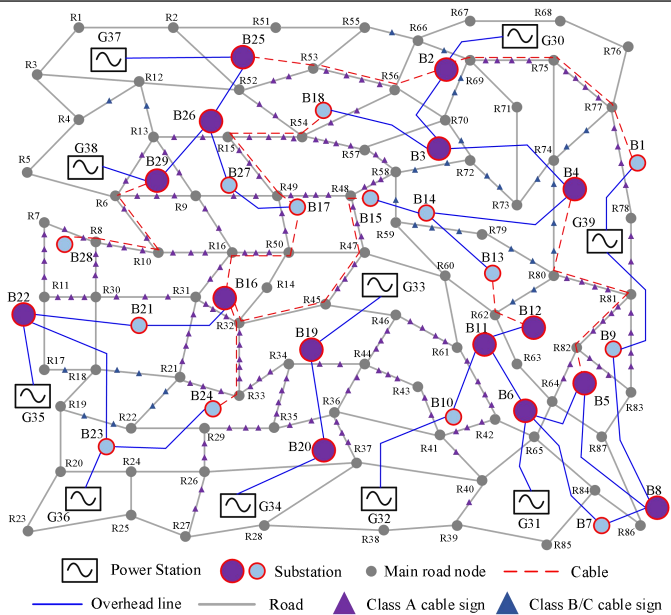 R1
R2
R51
R55
R67
R68
G37
B25
R66
G30
R76
R3
R12
R53
B2
R75
R52
R56
R69
R77
R4
B26
B18
R71
R13
R15
R54
R70
R5
G38
B29
B27
R57
B3
R74
B1
R58
R72
B4
R6
R9
R49
R48
B15
B14
R73
B17
G39
R78
R7
R8
R59
R79
B28
R10
R16
R50
R47
B13
R60
R80
R11
R30
R31
B16
R14
G33
R81
B22
B21
R32
R45
R46
R62
B12
B11
B19
R61
R82
B9
R17
R18
R21
R34
R44
R63
G35
R33
R43
R64
B5
R83
R19
B24
R36
B10
B6
R22
R29
R35
R42
B23
B20
R37
R41
R65
R87
R20
R24
R26
R40
R84
B8
G36
G34
G32
G31
R23
R25
R27
R28
R38
R39
B7
R86
R85
Power Station
Substation
Main road node
Cable
Overhead line
Road
Class A cable sign
Class B/C cable sign